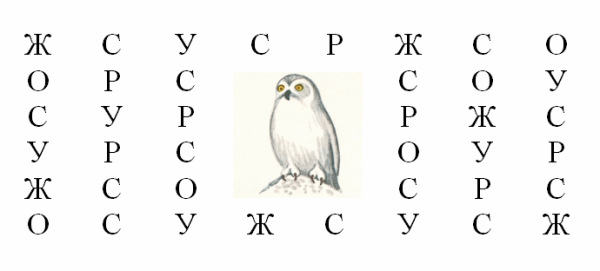 Ж С У С Р Ж С О
О Р С С О У
С У Р Р Ж С
У Р С О У Р
Ж С О С Р С
О С У Ж С У С Ж